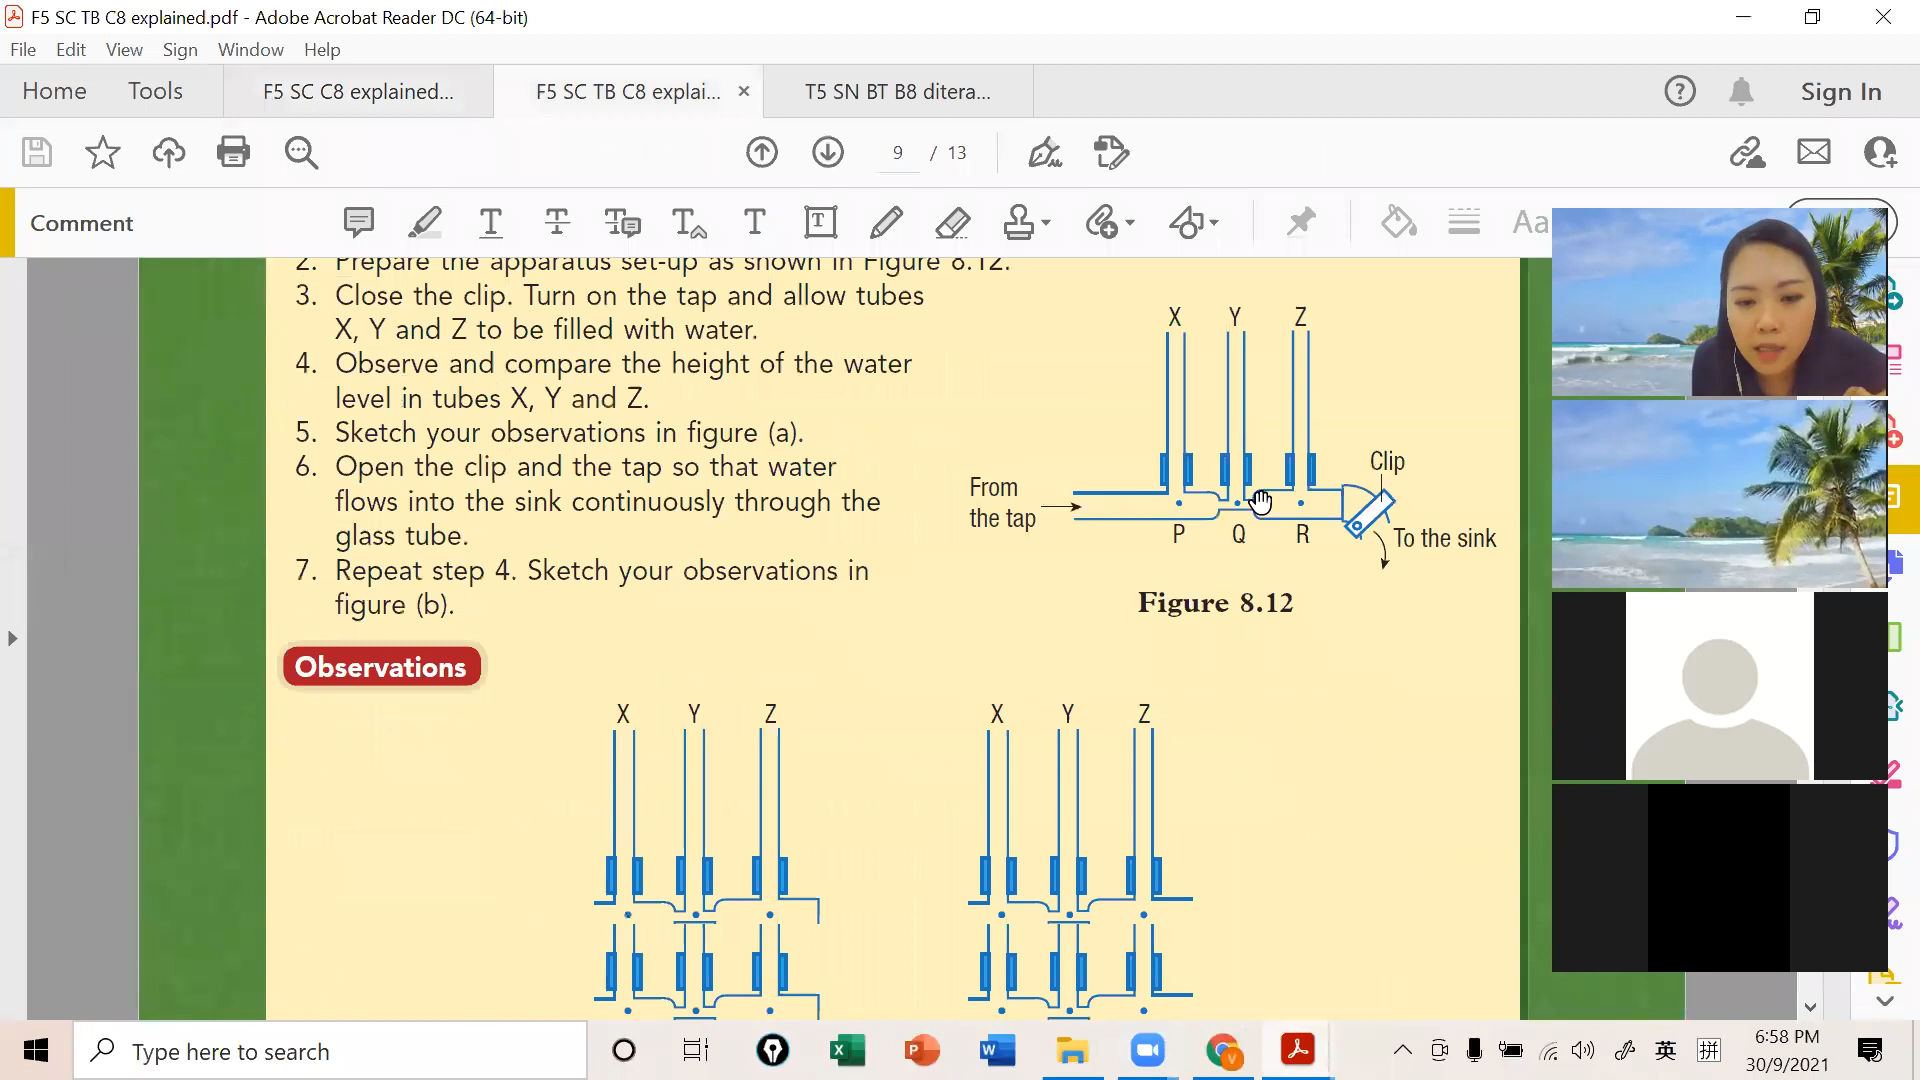 F5 SC TB C8 explained.pdf - Adobe Acrobat Reader DC (64-bit)
File Edit View Sign Window Help
Home Tools F5 SC C8 explained... F5 SC TB C8 explai... T5 SN BT B8 ditera... Sign In
9 / 13
Comment
Aa
2. Prepare the apparatus set-up as shown in Figure 8.12.
3. Close the clip. Turn on the tap and allow tubes
X, Y and Z to be filled with water.
4. Observe and compare the height of the water
level in tubes X, Y and Z.
5. Sketch your observations in figure (a).
6. Open the clip and the tap so that water
flows into the sink continuously through the
glass tube.
7. Repeat step 4. Sketch your observations in
figure (b).
X Y Z
Clip
From
the tap
P Q R
To the sink
Figure 8.12
Observations
X Y Z X Y Z
Type here to search
英 拼
6:58 PM
30/9/2021